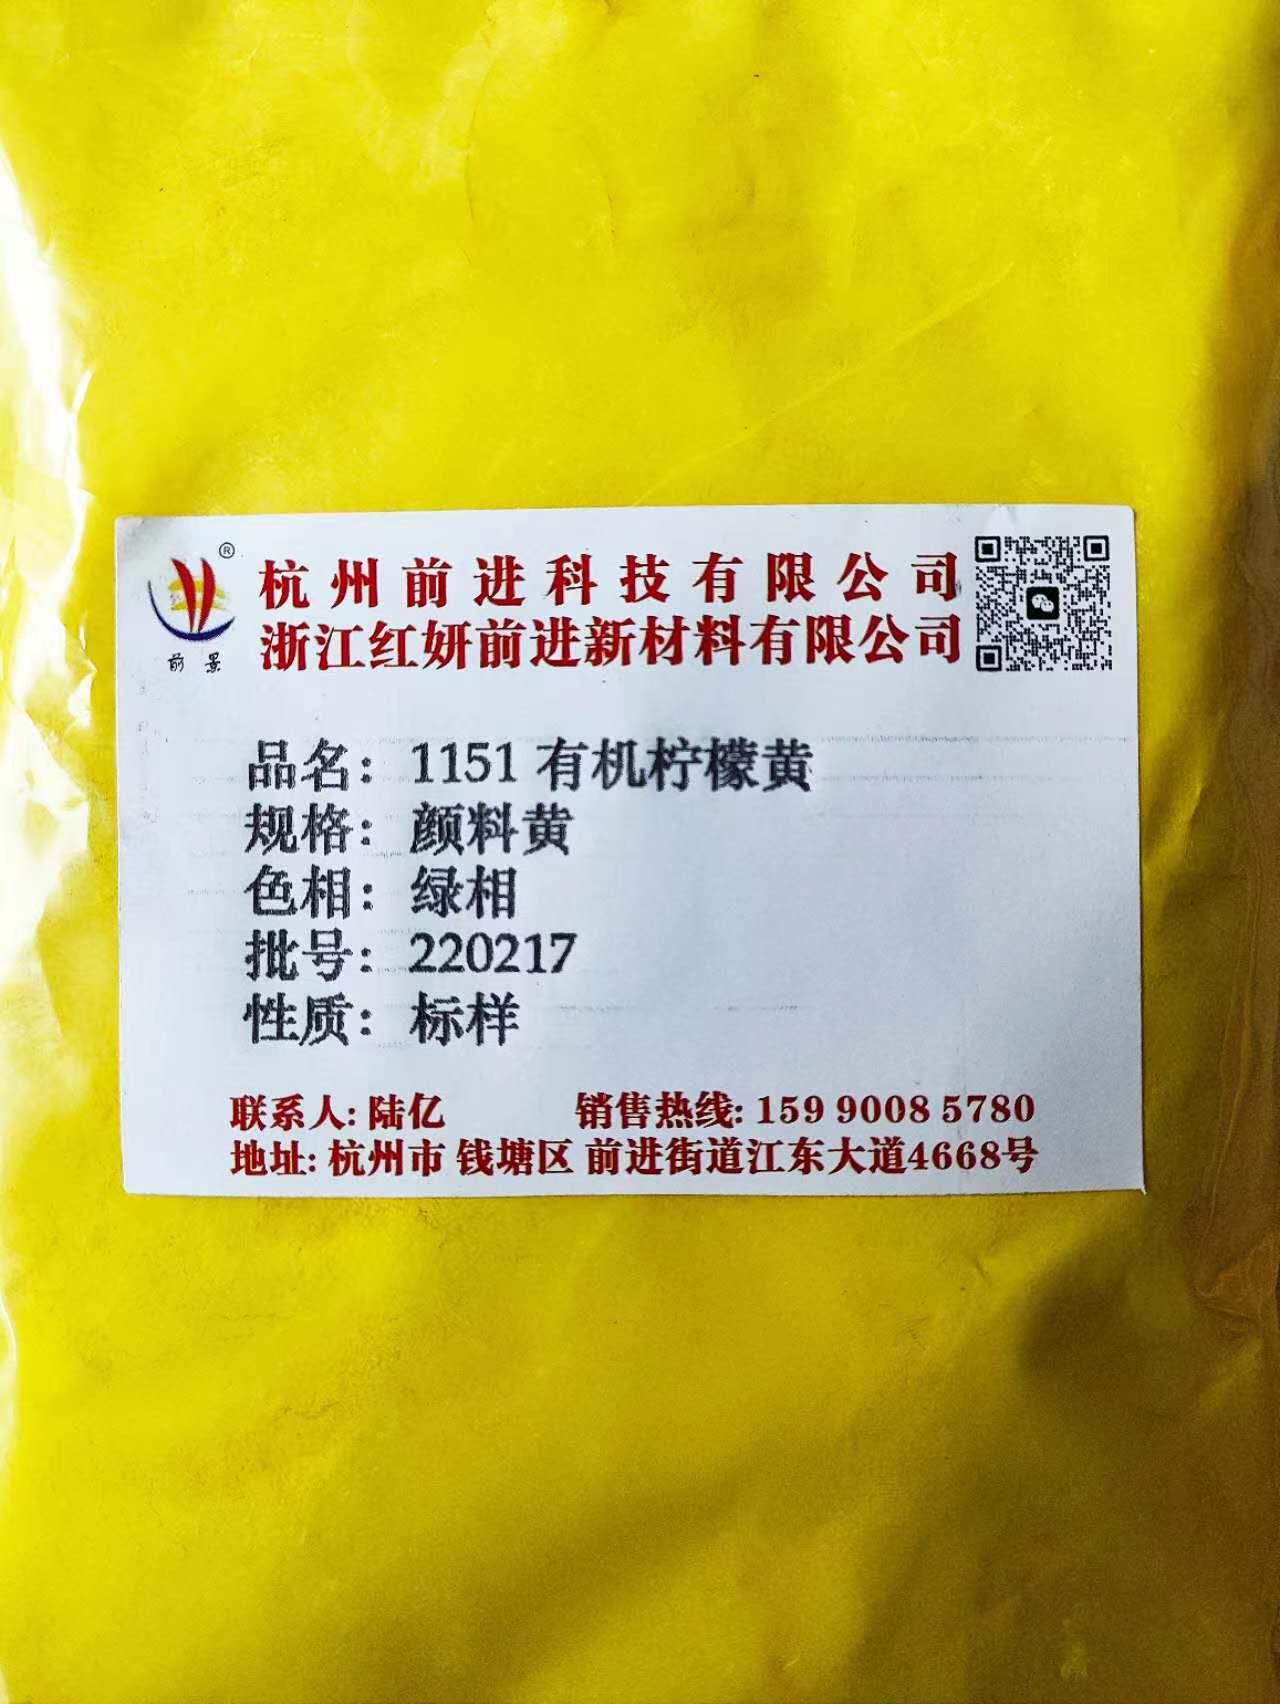 ®
前景
杭州前进科技有限公司
浙江红妍前进新材料有限公司
品名：1151 有机柠檬黄
规格：颜料黄
色相：绿相
批号：220217
性质：标样
联系人: 陆亿 销售热线: 159 9008 5780
地址: 杭州市 钱塘区 前进街道江东大道4668号